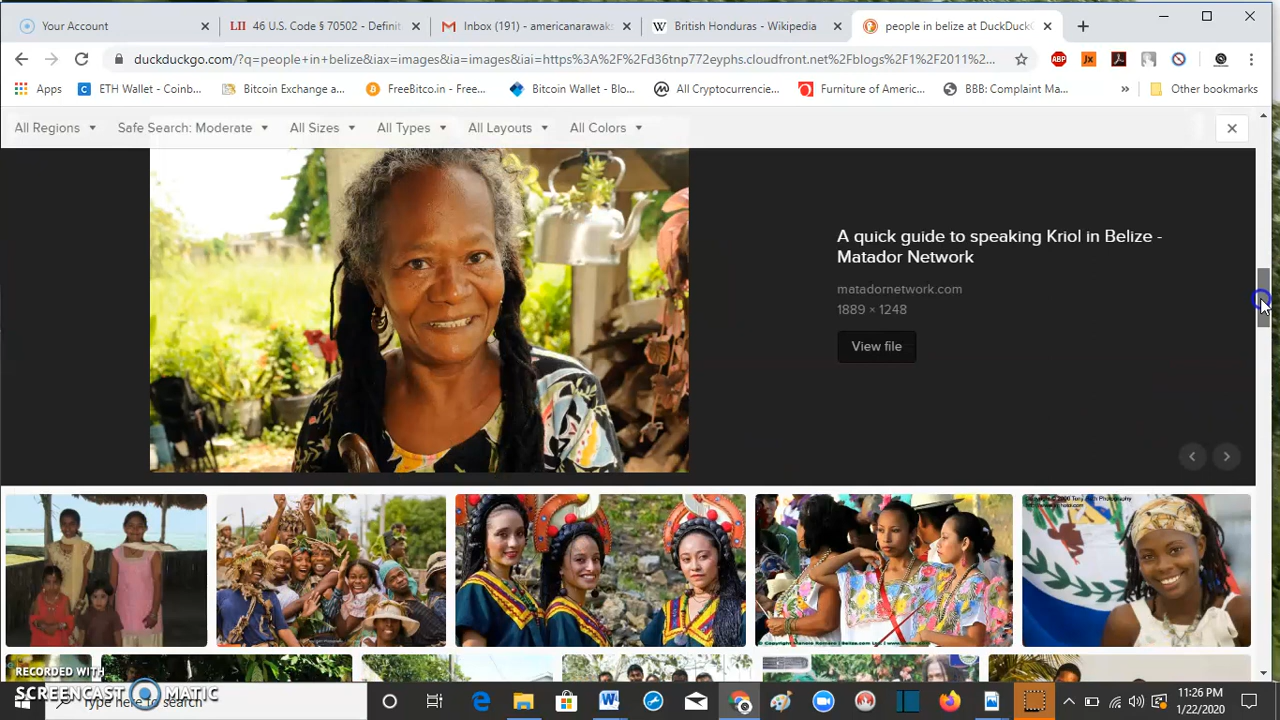 Your Account
46 U.S. Code § 70502 - Definit
Inbox (191) - americanarawaka
British Honduras - Wikipedia
people in belize at DuckDuckG
duckduckgo.com/?q=people+in+belize&iax=images&ia=images&iai=https%3A%2F%2Fd36tnp772eyphs.cloudfront.net%2Fblogs%2F1%2F2011%2...
Apps
ETH Wallet - Coinb...
Bitcoin Exchange a...
FreeBitco.in - Free...
Bitcoin Wallet - Blo...
All Cryptocurrencie...
Furniture of Americ...
BBB: Complaint Ma...
Other bookmarks
All Regions
Safe Search: Moderate
All Sizes
All Types
All Layouts
All Colors
A quick guide to speaking Kriol in Belize -
Matador Network
matadornetwork.com
1889 × 1248
View file
RECORDED WITH
SCREENCAST MATIC
Type here to search
11:26 PM
1/22/2020